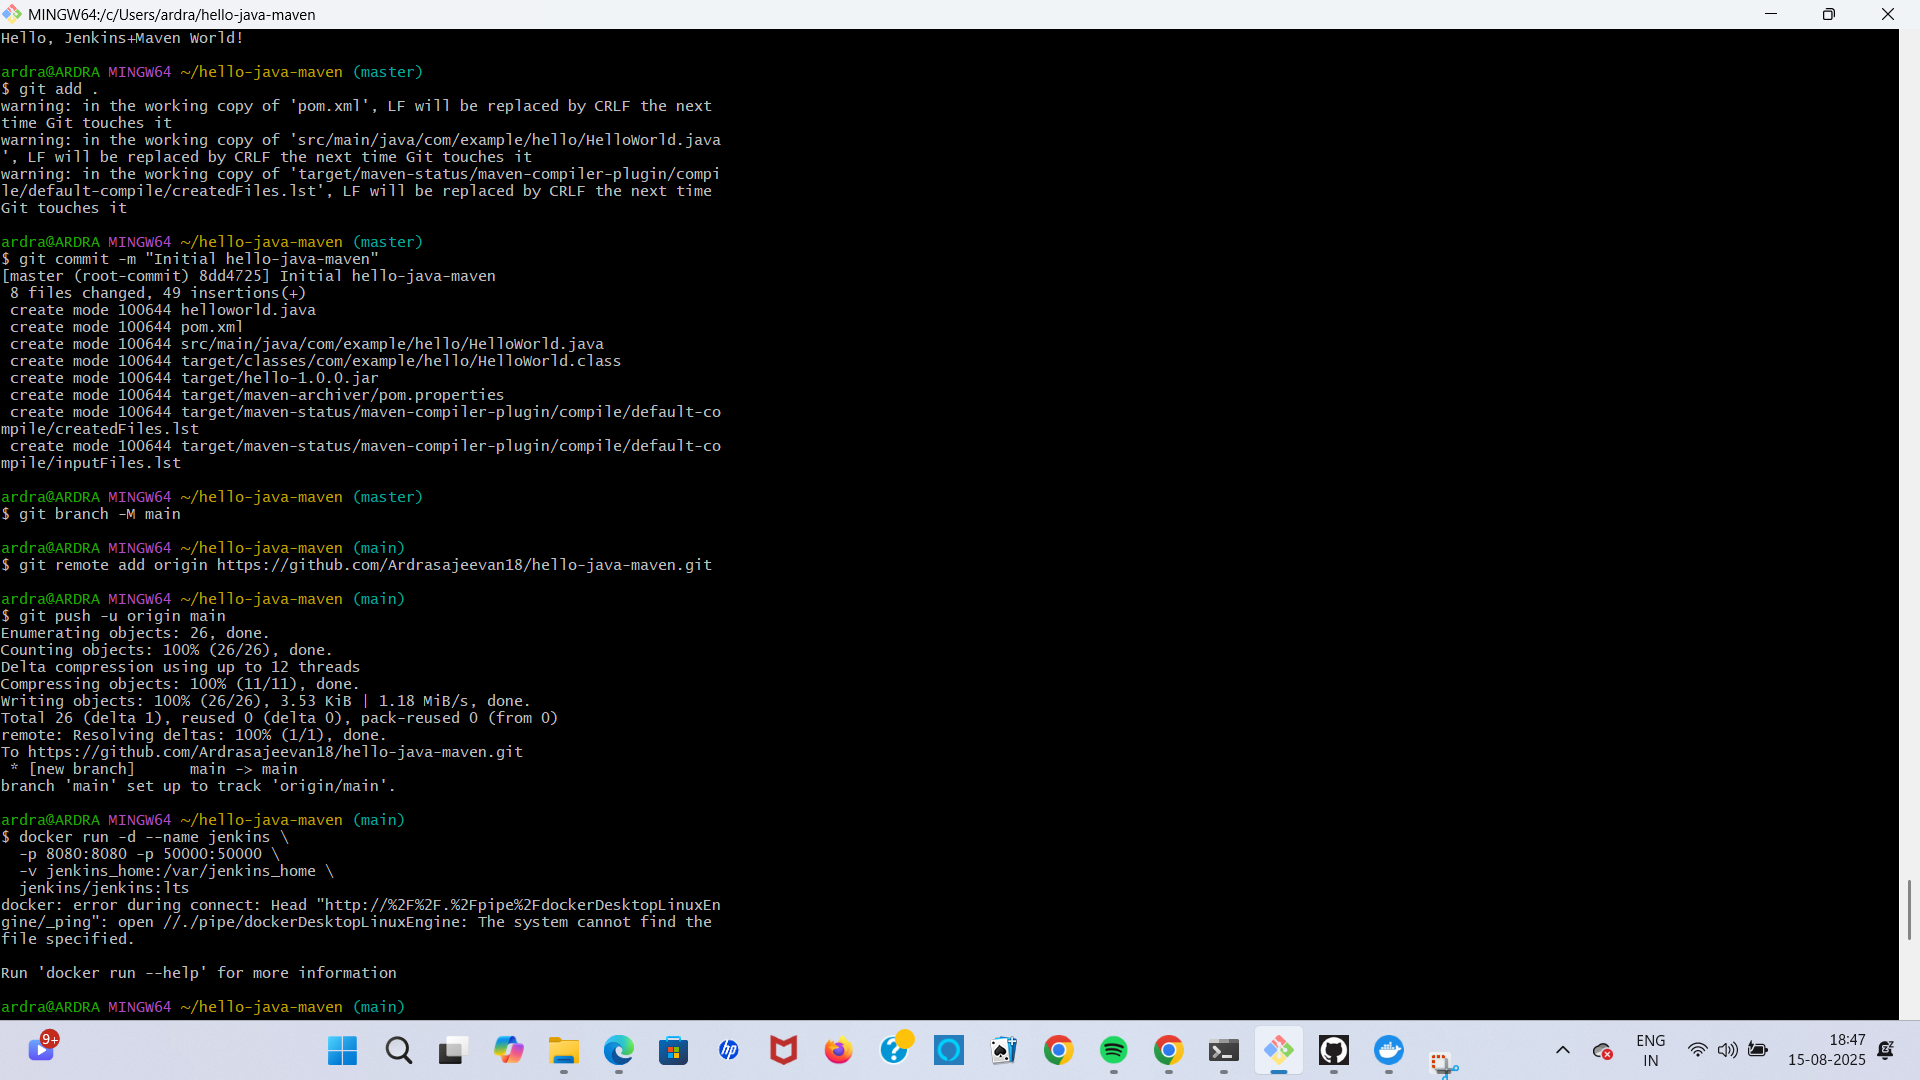 MINGW64:/c/Users/ardra/hello-java-maven
Hello, Jenkins+Maven World!
ardra@ARDRA MINGW64 ~/hello-java-maven (master)
$ git add .
warning: in the working copy of 'pom.xml', LF will be replaced by CRLF the next
time Git touches it
warning: in the working copy of 'src/main/java/com/example/hello/HelloWorld.java
', LF will be replaced by CRLF the next time Git touches it
warning: in the working copy of 'target/maven-status/maven-compiler-plugin/compi
le/default-compile/createdFiles.lst', LF will be replaced by CRLF the next time
Git touches it
ardra@ARDRA MINGW64 ~/hello-java-maven (master)
$ git commit -m "Initial hello-java-maven"
[master (root-commit) 8dd4725] Initial hello-java-maven
 8 files changed, 49 insertions(+)
 create mode 100644 helloworld.java
 create mode 100644 pom.xml
 create mode 100644 src/main/java/com/example/hello/HelloWorld.java
 create mode 100644 target/classes/com/example/hello/HelloWorld.class
 create mode 100644 target/hello-1.0.0.jar
 create mode 100644 target/maven-archiver/pom.properties
 create mode 100644 target/maven-status/maven-compiler-plugin/compile/default-co
mpile/createdFiles.lst
 create mode 100644 target/maven-status/maven-compiler-plugin/compile/default-co
mpile/inputFiles.lst
ardra@ARDRA MINGW64 ~/hello-java-maven (master)
$ git branch -M main
ardra@ARDRA MINGW64 ~/hello-java-maven (main)
$ git remote add origin https://github.com/Ardrasajeevan18/hello-java-maven.git
ardra@ARDRA MINGW64 ~/hello-java-maven (main)
$ git push -u origin main
Enumerating objects: 26, done.
Counting objects: 100% (26/26), done.
Delta compression using up to 12 threads
Compressing objects: 100% (11/11), done.
Writing objects: 100% (26/26), 3.53 KiB | 1.18 MiB/s, done.
Total 26 (delta 1), reused 0 (delta 0), pack-reused 0 (from 0)
remote: Resolving deltas: 100% (1/1), done.
To https://github.com/Ardrasajeevan18/hello-java-maven.git
 * [new branch]      main -> main
branch 'main' set up to track 'origin/main'.
ardra@ARDRA MINGW64 ~/hello-java-maven (main)
$ docker run -d --name jenkins \
  -p 8080:8080 -p 50000:50000 \
  -v jenkins_home:/var/jenkins_home \
  jenkins/jenkins:lts
docker: error during connect: Head "http://%2F%2F.%2Fpipe%2FdockerDesktopLinuxEn
gine/_ping": open //./pipe/dockerDesktopLinuxEngine: The system cannot find the
file specified.
Run 'docker run --help' for more information
ardra@ARDRA MINGW64 ~/hello-java-maven (main)
9+
hp
ENG
IN
18:47
15-08-2025